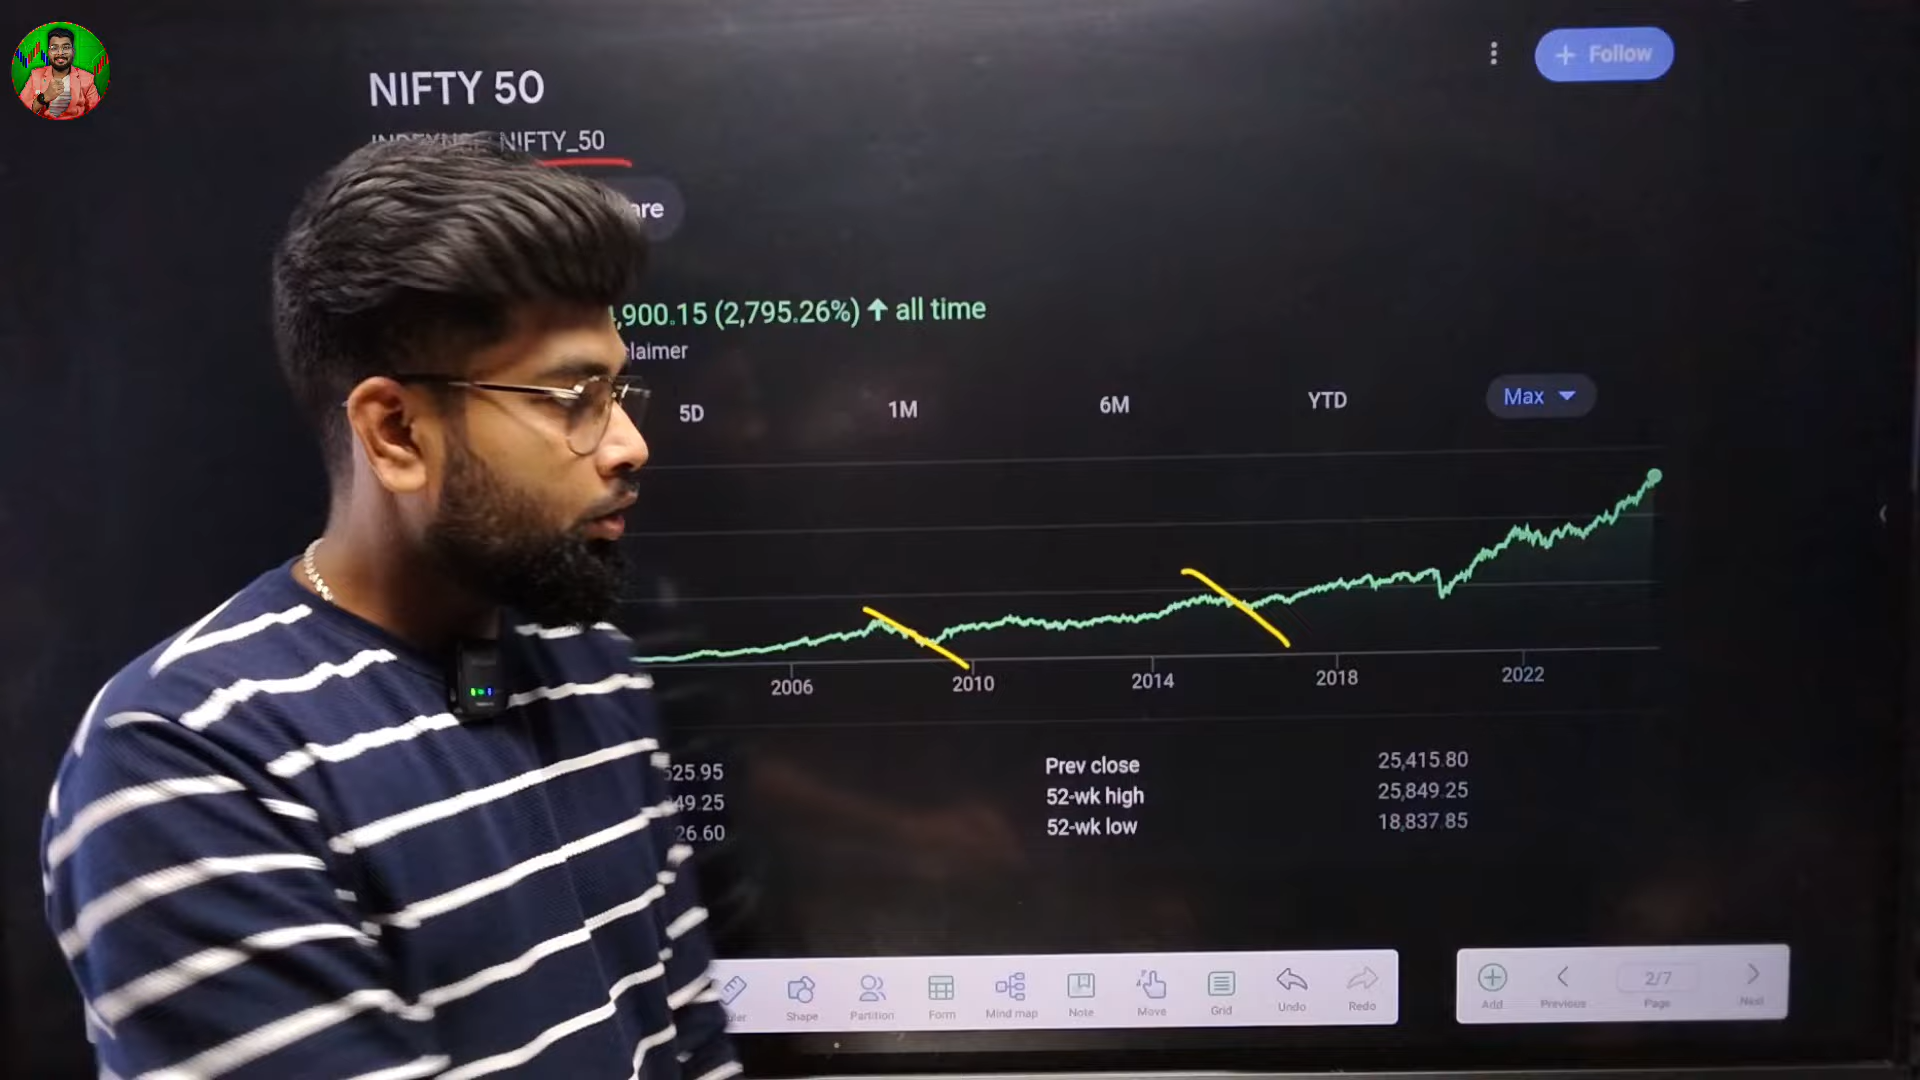 NIFTY 50
NIFTY_50
+ Follow
,900.15 (2,795.26%) ↑ all time
claimer
5D
1M
6M
YTD
Max
2006
2010
2014
2018
2022
525.95
Prev close
25,415.80
49.25
52-wk high
25,849.25
26.60
52-wk low
18,837.85
Shape
Partition
Form
Mind map
Note
Move
Grid
Undo
Redo
Add
Previous
2/7
Page
Next